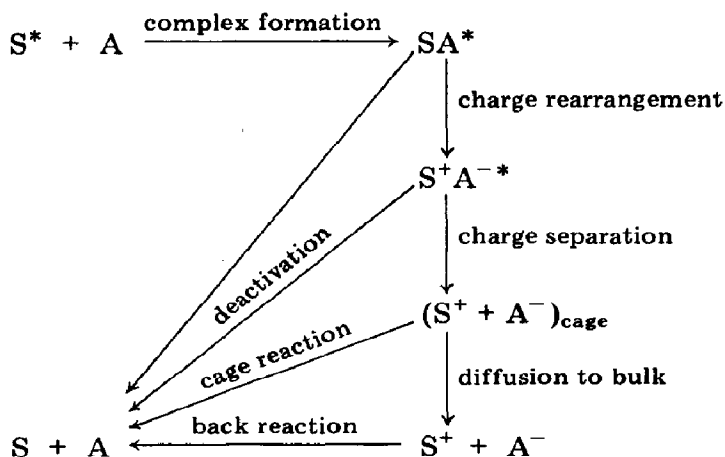 complex formation
S* + A
SA*
charge rearrangement
S⁺A⁻*
charge separation
deactivation
(S⁺ + A⁻)cage
cage reaction
diffusion to bulk
back reaction
S + A
S⁺ + A⁻